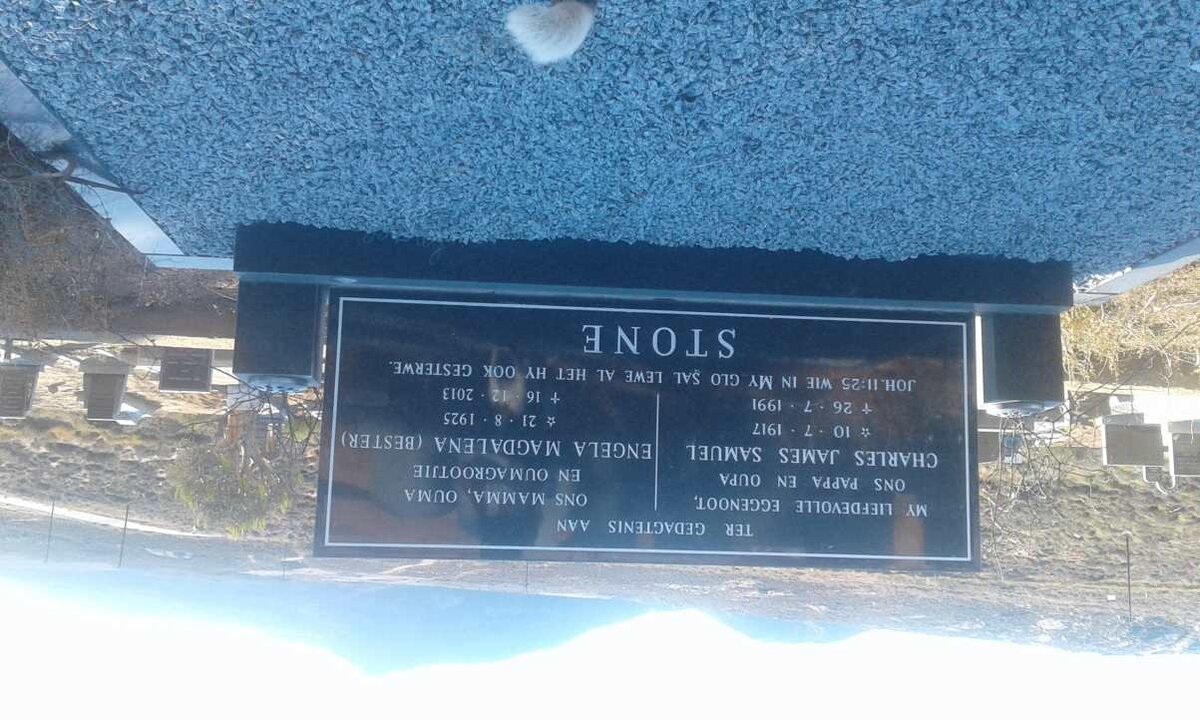 TER GEDAGTENIS AAN
MY LIEFDEVOLLE EGGENOOT,
ONS PAPPA EN OUPA
CHARLES JAMES SAMUEL
☆ 10 · 7 · 1917
✝ 26 · 7 · 1991
ONS MAMMA, OUMA
EN OUMAGROOTJIE
ENGELA MAGDALENA (BESTER)
☆ 21 · 8 · 1925
✝ 16 · 12 · 2013
JOH.11:25 WIE IN MY GLO SAL LEWE AL HET HY OOK GESTERWE.
STONE